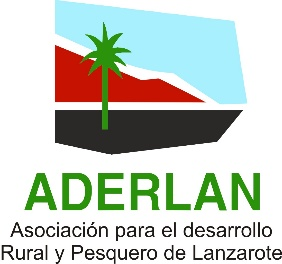 ADERLAN
Asociación para el desarrollo
Rural y Pesquero de Lanzarote